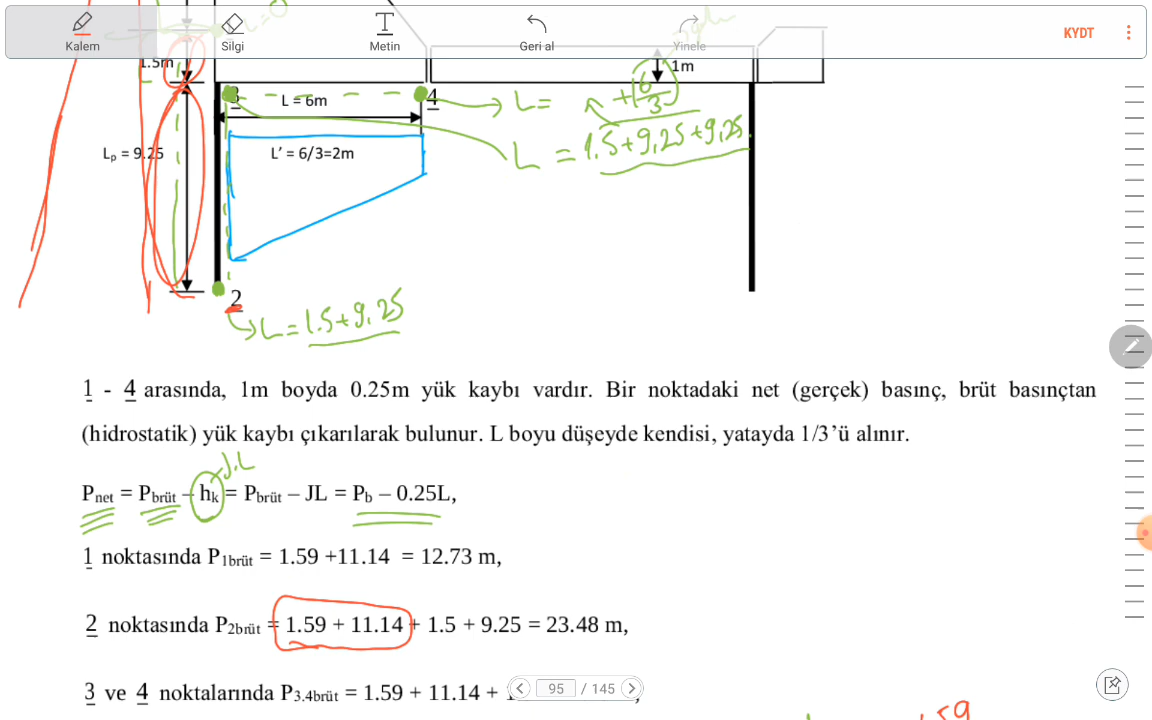 Kalem Silgi Metin Geri al Yinele KYDT
1.5m 1m
3 L = 6m 4 L = +(6/3)
L = 1.5+9,25+9,25
Lp = 9.25 L' = 6/3=2m
2
L = 1.5+9,25
1 - 4 arasında, 1m boyda 0.25m yük kaybı vardır. Bir noktadaki net (gerçek) basınç, brüt basınçtan
(hidrostatik) yük kaybı çıkarılarak bulunur. L boyu düşeyde kendisi, yatayda 1/3'ü alınır.
J.L
Pnet = Pbrüt – hk = Pbrüt – JL = Pb – 0.25L,
1 noktasında P1brüt = 1.59 +11.14 = 12.73 m,
2 noktasında P2brüt = 1.59 + 11.14 + 1.5 + 9.25 = 23.48 m,
3 ve 4 noktalarında P3.4brüt = 1.59 + 11.14 +
95 / 145